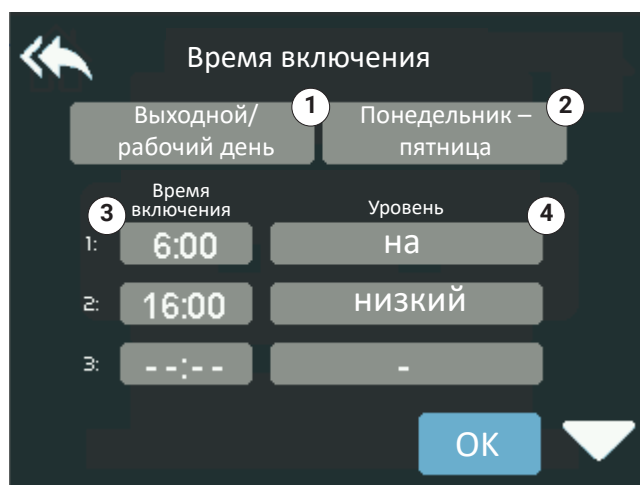 Время включения
Выходной/
рабочий день
1
Понедельник –
пятница
2
Время
включения
3
Уровень
4
1: 6:00 на
2: 16:00 низкий
3: --:-- -
OK